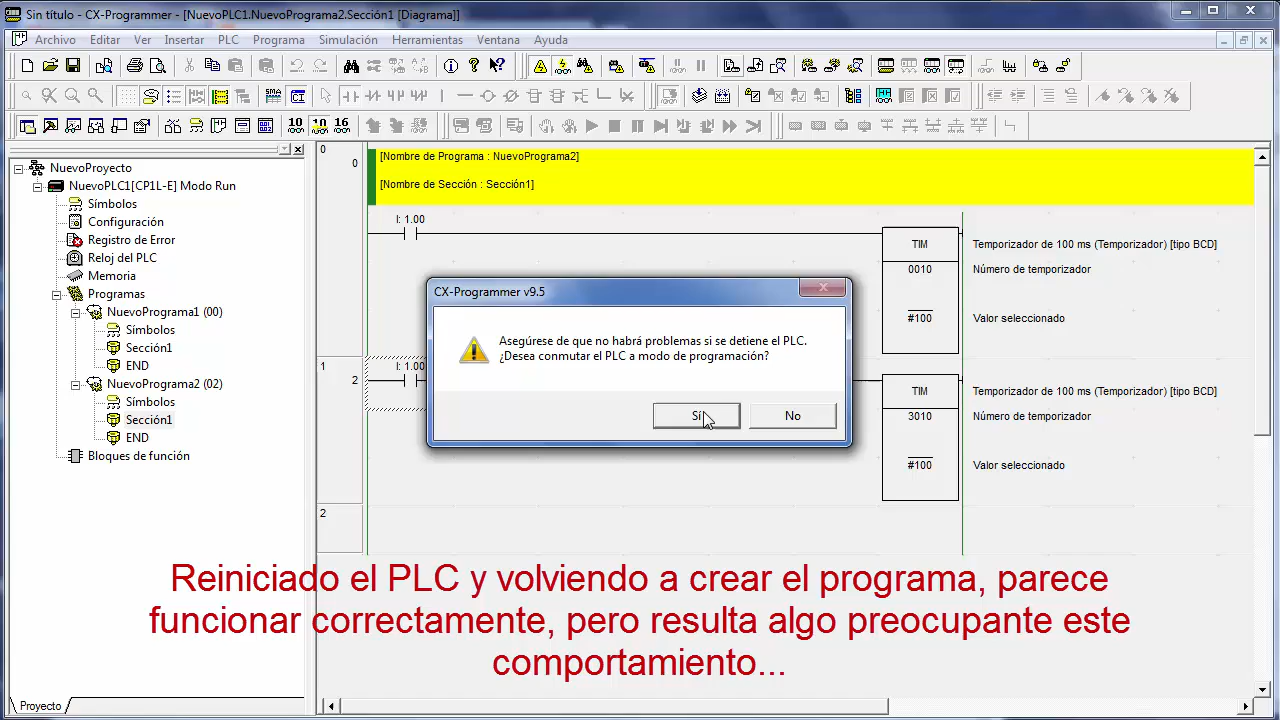 Sin título - CX-Programmer - [NuevoPLC1.NuevoPrograma2.Sección1 [Diagrama]]
Archivo Editar Ver Insertar PLC Programa Simulación Herramientas Ventana Ayuda
SMA
10 10 16
NuevoProyecto
NuevoPLC1[CP1L-E] Modo Run
Símbolos
Configuración
Registro de Error
Reloj del PLC
Memoria
Programas
NuevoPrograma1 (00)
Símbolos
Sección1
END
NuevoPrograma2 (02)
Símbolos
Sección1
END
Bloques de función
Proyecto
0
0
[Nombre de Programa : NuevoPrograma2]
[Nombre de Sección : Sección1]
I: 1.00
TIM Temporizador de 100 ms (Temporizador) [tipo BCD]
0010 Número de temporizador
#100 Valor seleccionado
1
2
I: 1.00
TIM Temporizador de 100 ms (Temporizador) [tipo BCD]
3010 Número de temporizador
#100 Valor seleccionado
2
CX-Programmer v9.5
Asegúrese de que no habrá problemas si se detiene el PLC.
¿Desea conmutar el PLC a modo de programación?
Sí No
Reiniciado el PLC y volviendo a crear el programa, parece
funcionar correctamente, pero resulta algo preocupante este
comportamiento...